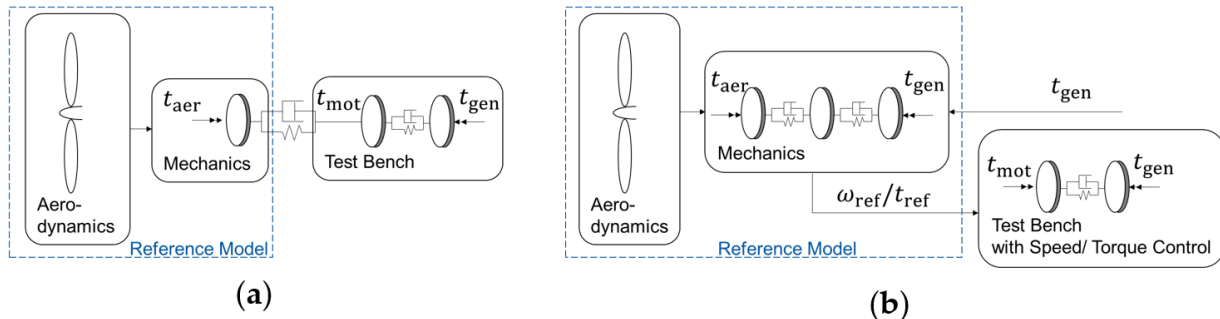 t_aer
Mechanics
Aero-
dynamics
t_mot
t_gen
Test Bench
Reference Model
(a)
Aero-
dynamics
t_aer
t_gen
Mechanics
t_gen
ω_ref/t_ref
Reference Model
t_mot
t_gen
Test Bench
with Speed/ Torque Control
(b)